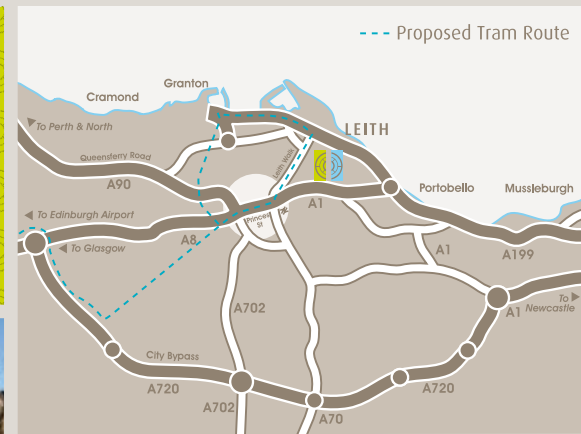 Proposed Tram Route
Granton
Cramond
LEITH
To Perth & North
Leith Walk
Queensferry Road
A90
Portobello
Mussleburgh
A1
Princes
St
To Edinburgh Airport
A8
To Glasgow
A1
A199
A702
To
Newcastle
A1
City Bypass
A720
A720
A702
A70